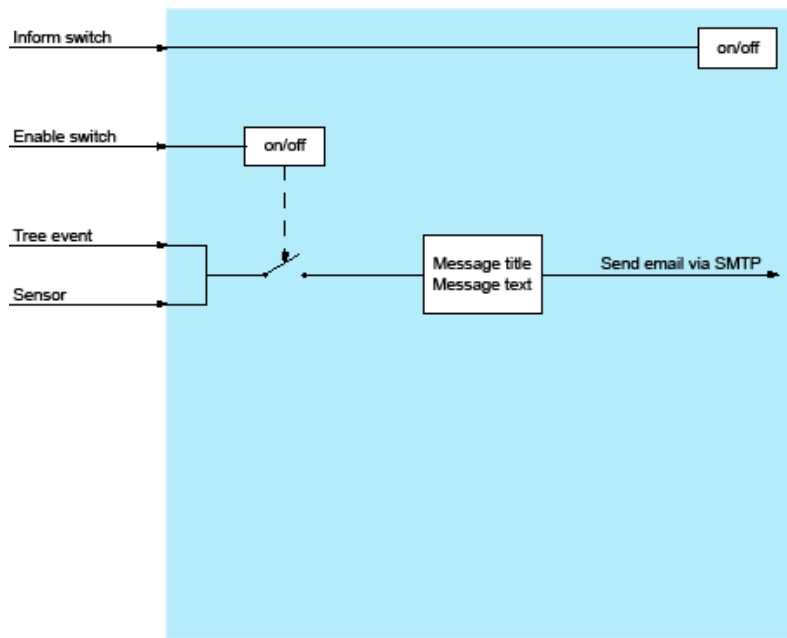 Inform switch
on/off
Enable switch
on/off
Tree event
Message title
Message text
Send email via SMTP
Sensor